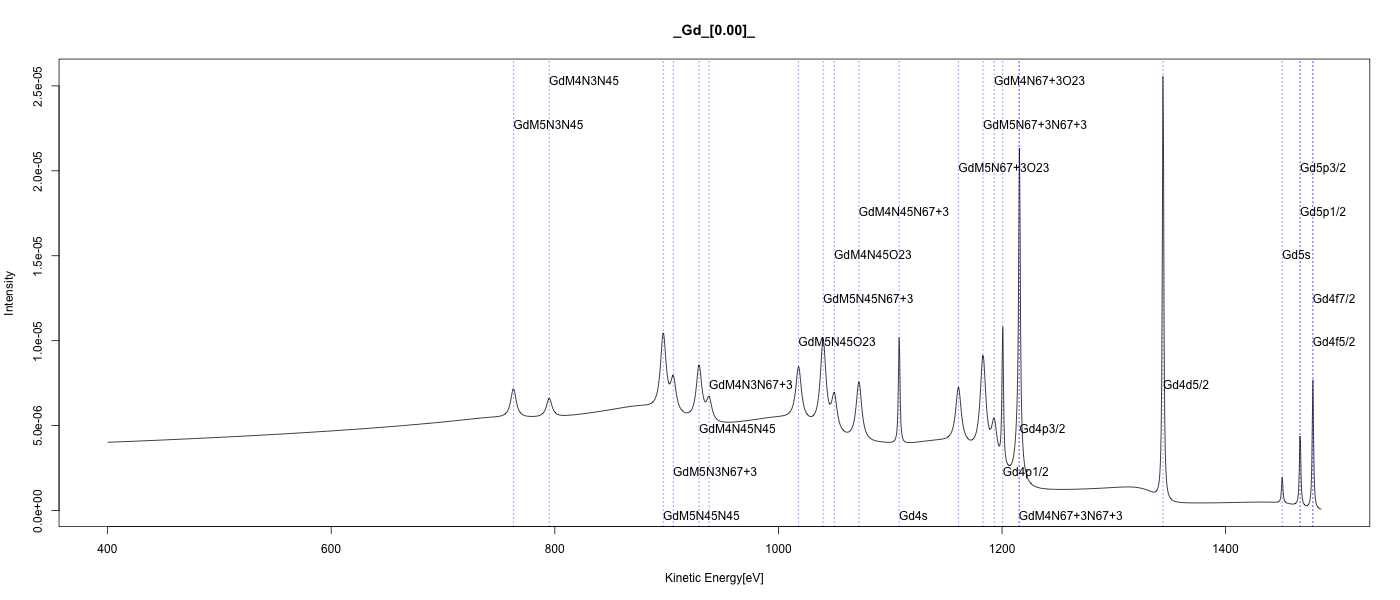 _Gd_[0.00]_
GdM4N3N45
GdM4N67+3O23
GdM5N3N45
GdM5N67+3N67+3
GdM5N67+3O23
Gd5p3/2
GdM4N45N67+3
Gd5p1/2
GdM4N45O23
Gd5s
GdM5N45N67+3
Gd4f7/2
GdM5N45O23
Gd4f5/2
GdM4N3N67+3
Gd4d5/2
GdM4N45N45
Gd4p3/2
GdM5N3N67+3
Gd4p1/2
GdM5N45N45
Gd4s
GdM4N67+3N67+3
2.5e-05
2.0e-05
1.5e-05
1.0e-05
5.0e-06
0.0e+00
Intensity
400 600 800 1000 1200 1400
Kinetic Energy[eV]